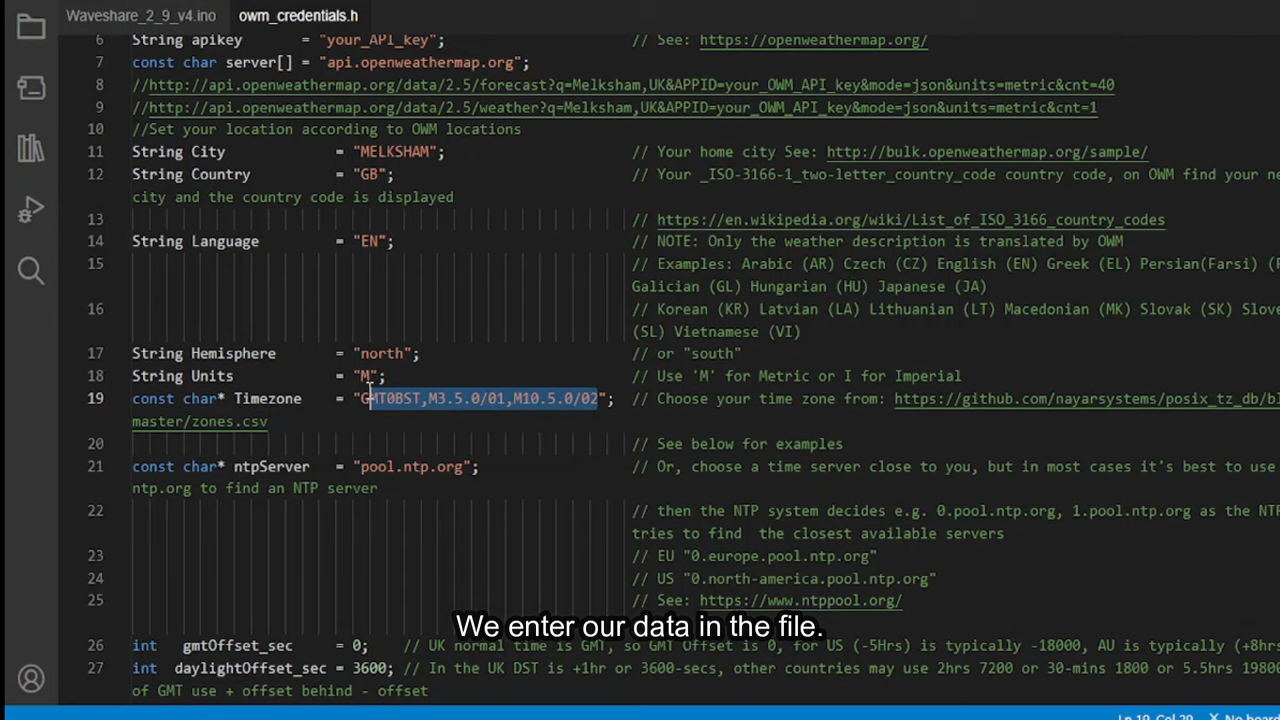 Waveshare_2_9_v4.ino owm_credentials.h
6 String apikey = "your_API_key"; // See: https://openweathermap.org/
7 const char server[] = "api.openweathermap.org";
8 //http://api.openweathermap.org/data/2.5/forecast?q=Melksham,UK&APPID=your_OWM_API_key&mode=json&units=metric&cnt=40
9 //http://api.openweathermap.org/data/2.5/weather?q=Melksham,UK&APPID=your_OWM_API_key&mode=json&units=metric&cnt=1
10 //Set your location according to OWM locations
11 String City = "MELKSHAM"; // Your home city See: http://bulk.openweathermap.org/sample/
12 String Country = "GB"; // Your _ISO-3166-1_two-letter_country_code country code, on OWM find your
city and the country code is displayed
13 // https://en.wikipedia.org/wiki/List_of_ISO_3166_country_codes
14 String Language = "EN"; // NOTE: Only the weather description is translated by OWM
15 // Examples: Arabic (AR) Czech (CZ) English (EN) Greek (EL) Persian(Farsi)
Galician (GL) Hungarian (HU) Japanese (JA)
16 // Korean (KR) Latvian (LA) Lithuanian (LT) Macedonian (MK) Slovak (SK)
(SL) Vietnamese (VI)
17 String Hemisphere = "north"; // or "south"
18 String Units = "M"; // Use 'M' for Metric or I for Imperial
19 const char* Timezone = "GMT0BST,M3.5.0/01,M10.5.0/02"; // Choose your time zone from: https://github.com/nayarsystems/posix_tz_db/bl
master/zones.csv
20 // See below for examples
21 const char* ntpServer = "pool.ntp.org"; // Or, choose a time server close to you, but in most cases it's best to use
ntp.org to find an NTP server
22 // then the NTP system decides e.g. 0.pool.ntp.org, 1.pool.ntp.org as the NTP
tries to find the closest available servers
23 // EU "0.europe.pool.ntp.org"
24 // US "0.north-america.pool.ntp.org"
25 // See: https://www.ntppool.org/
We enter our data in the file.
26 int gmtOffset_sec = 0; // UK normal time is GMT, so GMT Offset is 0, for US (-5Hrs) is typically -18000, AU is typically (+8hr
27 int daylightOffset_sec = 3600; // In the UK DST is +1hr or 3600-secs, other countries may use 2hrs 7200 or 30-mins 1800 or 5.5hrs 19800
of GMT use + offset behind - offset